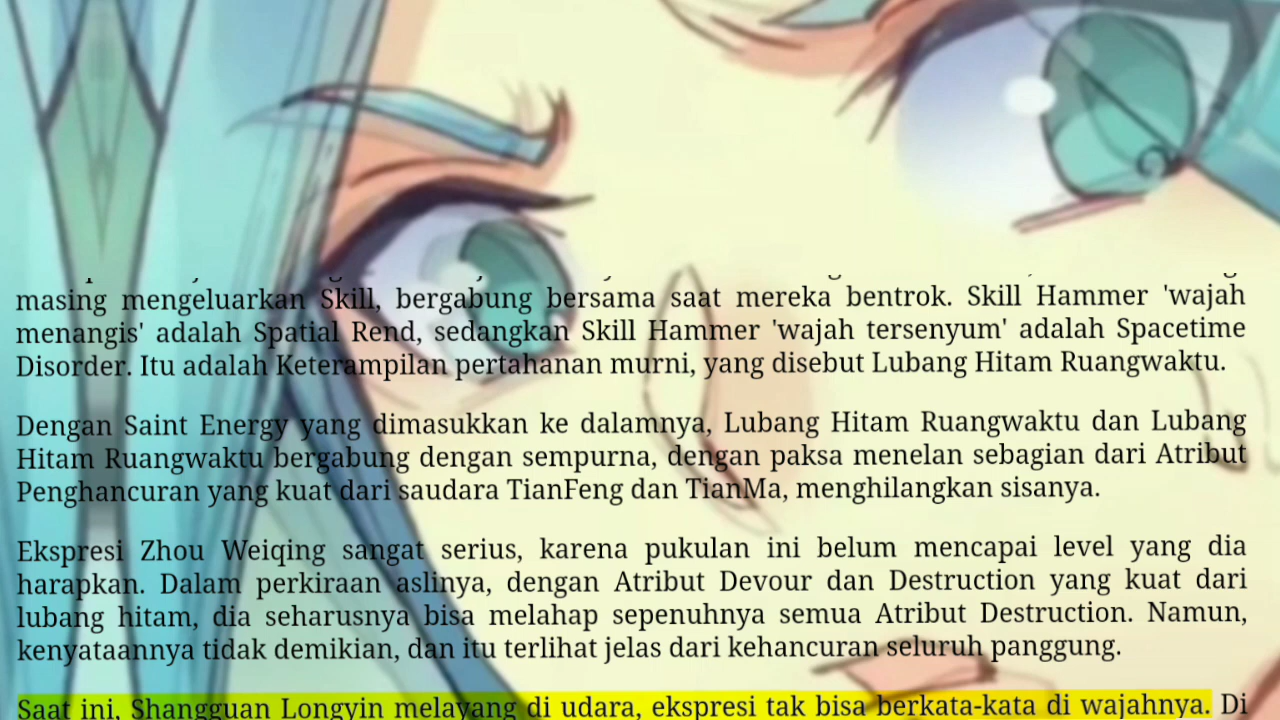 masing mengeluarkan Skill, bergabung bersama saat mereka bentrok. Skill Hammer 'wajah
menangis' adalah Spatial Rend, sedangkan Skill Hammer 'wajah tersenyum' adalah Spacetime
Disorder. Itu adalah Keterampilan pertahanan murni, yang disebut Lubang Hitam Ruangwaktu.
Dengan Saint Energy yang dimasukkan ke dalamnya, Lubang Hitam Ruangwaktu dan Lubang
Hitam Ruangwaktu bergabung dengan sempurna, dengan paksa menelan sebagian dari Atribut
Penghancuran yang kuat dari saudara TianFeng dan TianMa, menghilangkan sisanya.
Ekspresi Zhou Weiqing sangat serius, karena pukulan ini belum mencapai level yang dia
harapkan. Dalam perkiraan aslinya, dengan Atribut Devour dan Destruction yang kuat dari
lubang hitam, dia seharusnya bisa melahap sepenuhnya semua Atribut Destruction. Namun,
kenyataannya tidak demikian, dan itu terlihat jelas dari kehancuran seluruh panggung.
Saat ini, Shangguan Longyin melayang di udara, ekspresi tak bisa berkata-kata di wajahnya. Di